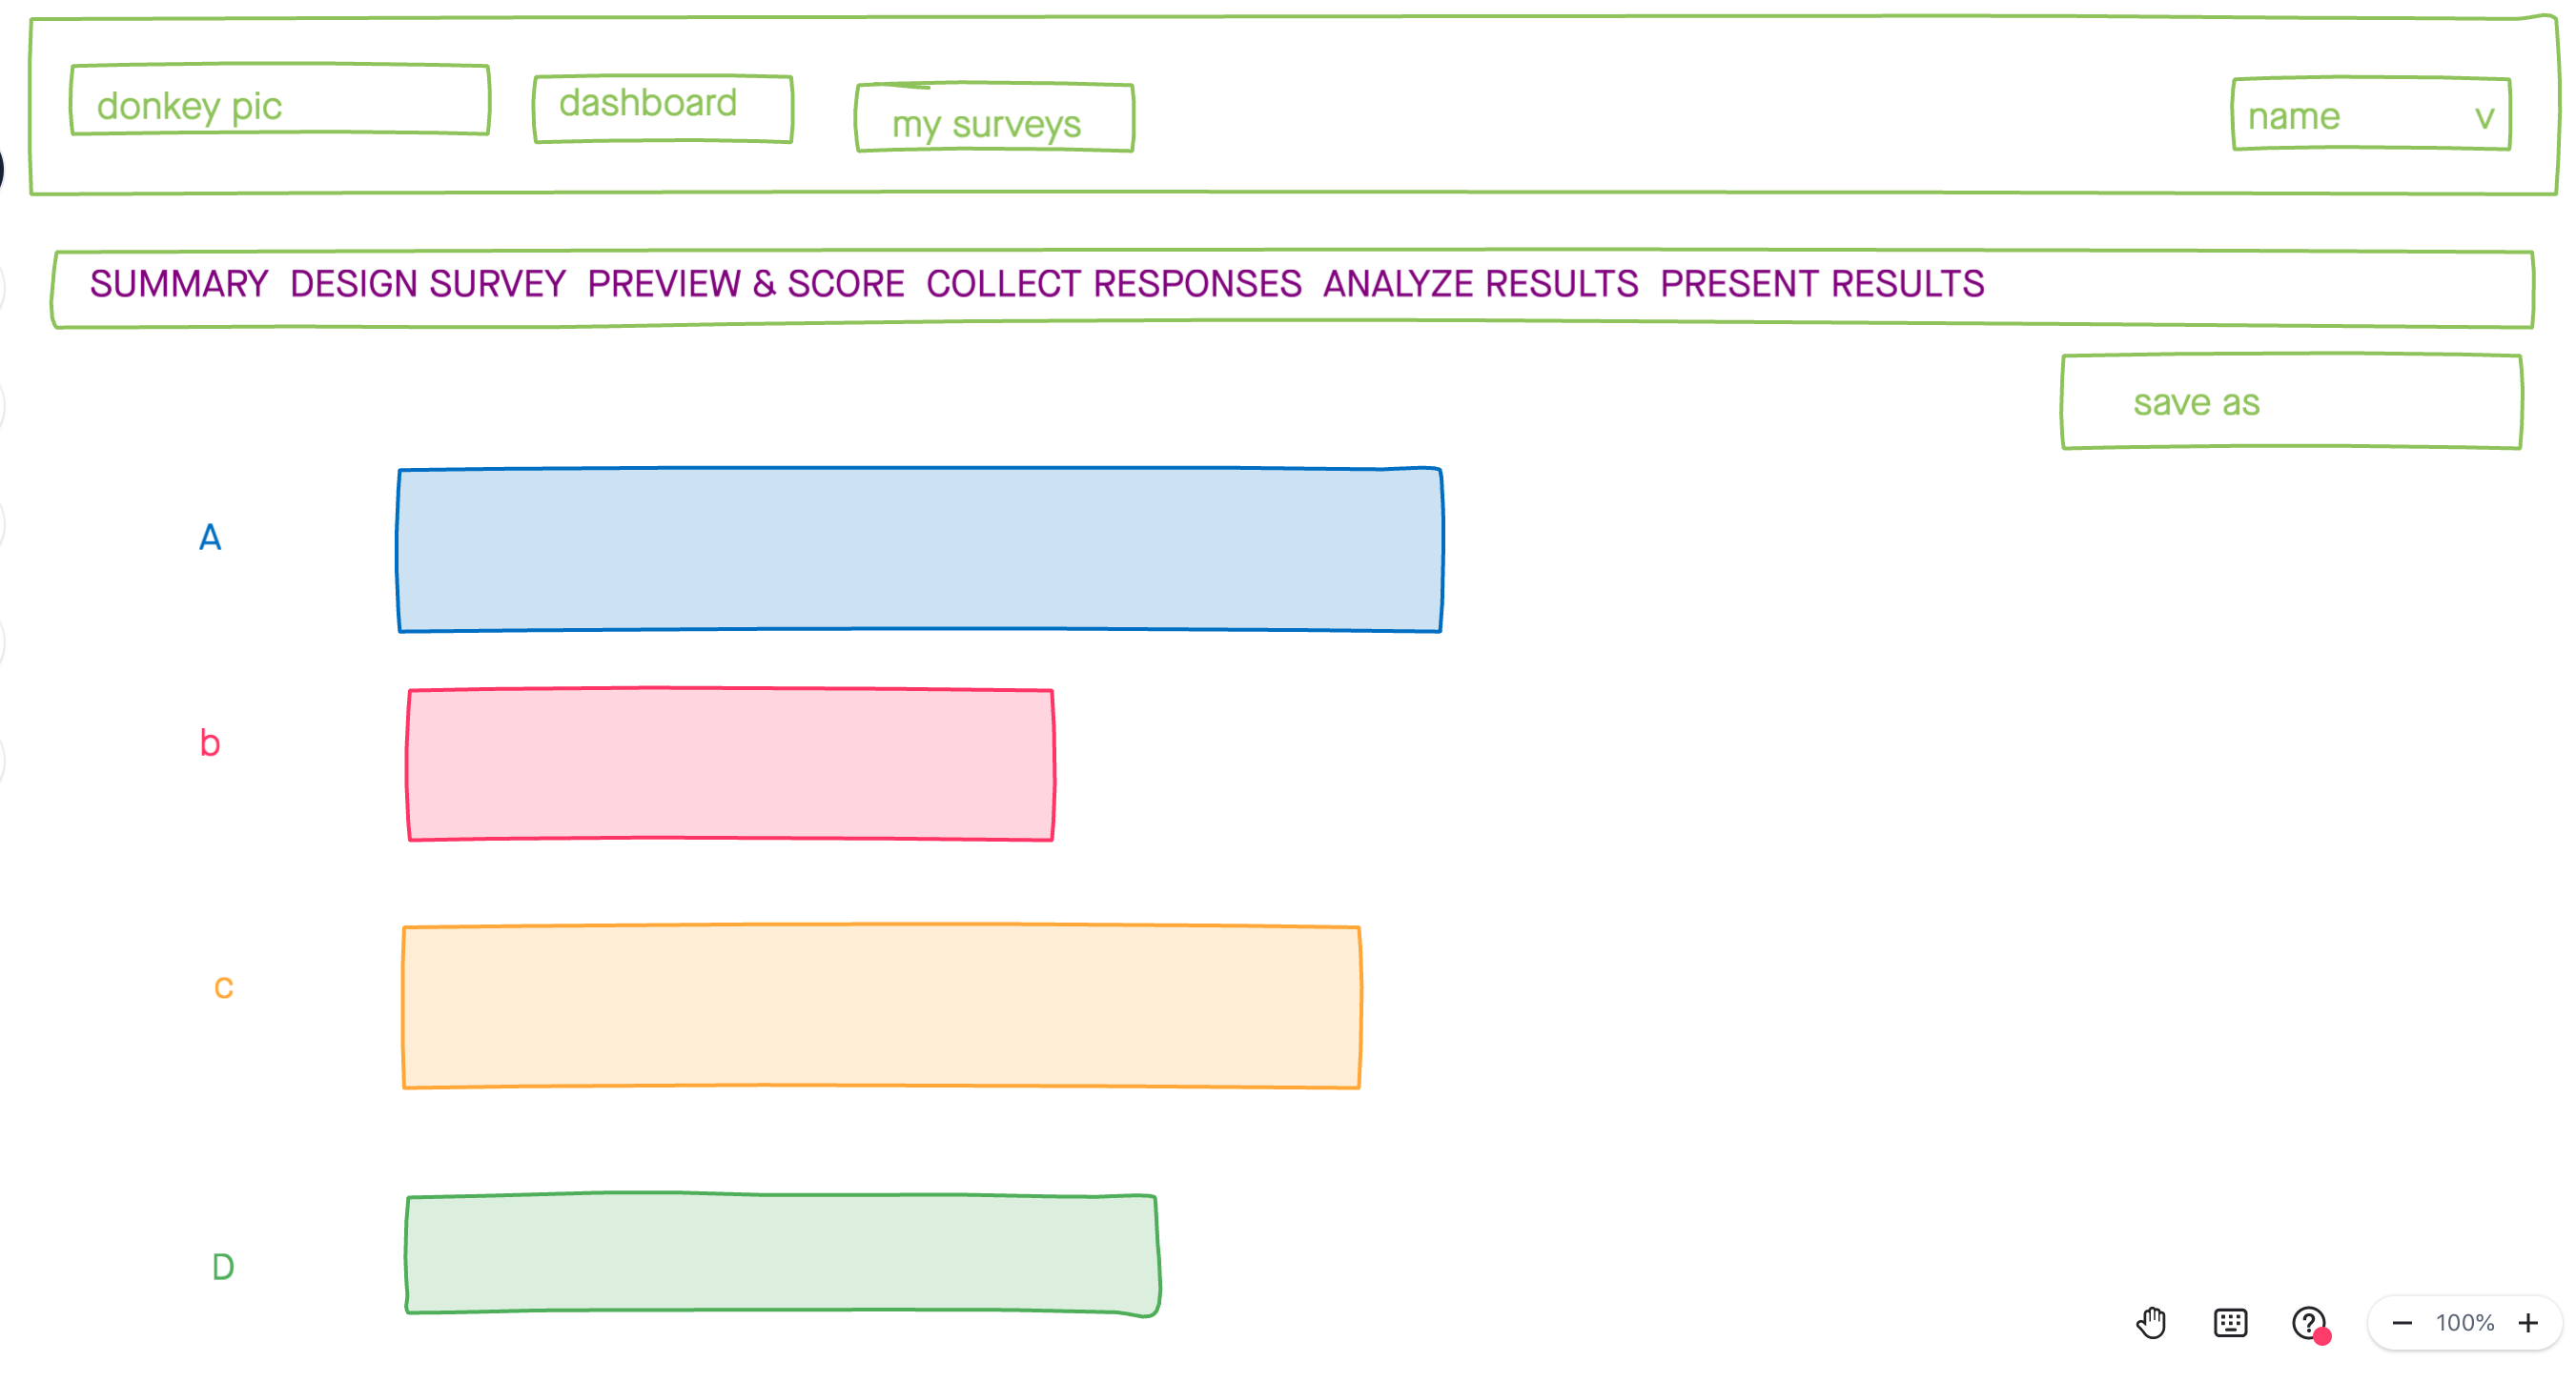 donkey pic dashboard my surveys name v
SUMMARY DESIGN SURVEY PREVIEW & SCORE COLLECT RESPONSES ANALYZE RESULTS PRESENT RESULTS
save as
A
b
c
D
100%